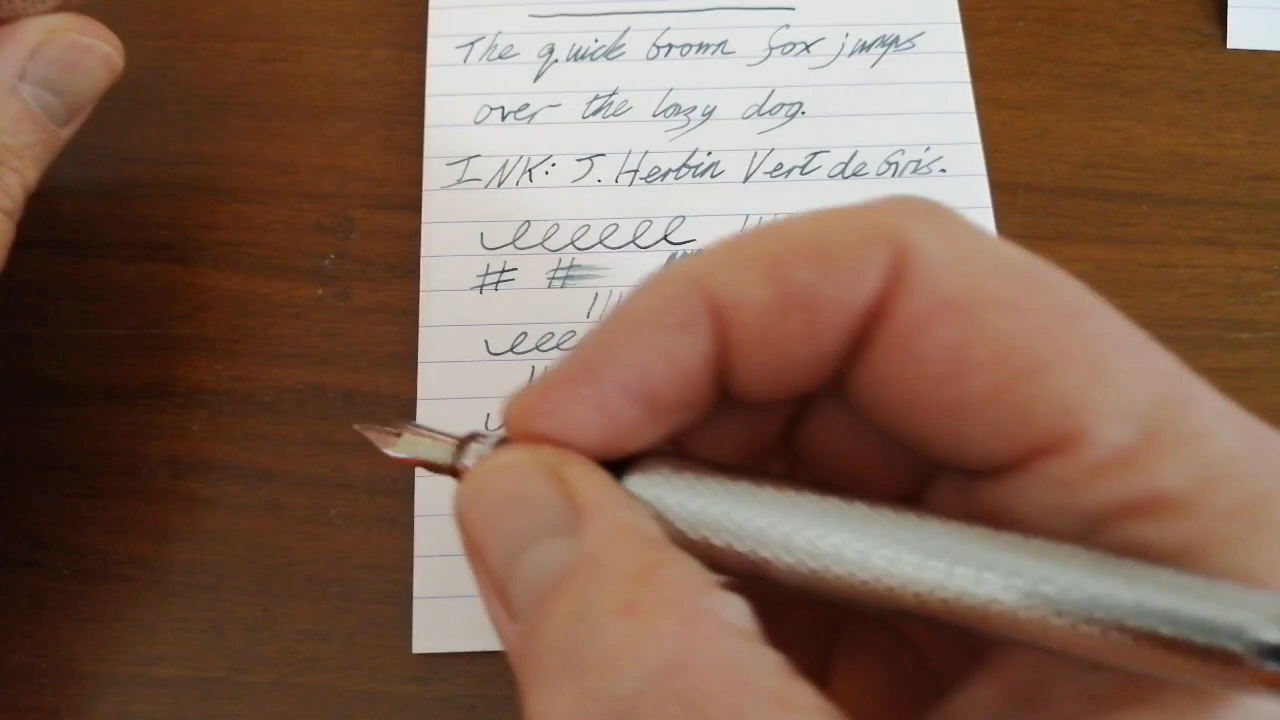 The quick brown fox jumps
over the lazy dog.
INK: J. Herbin Vert de Gris.